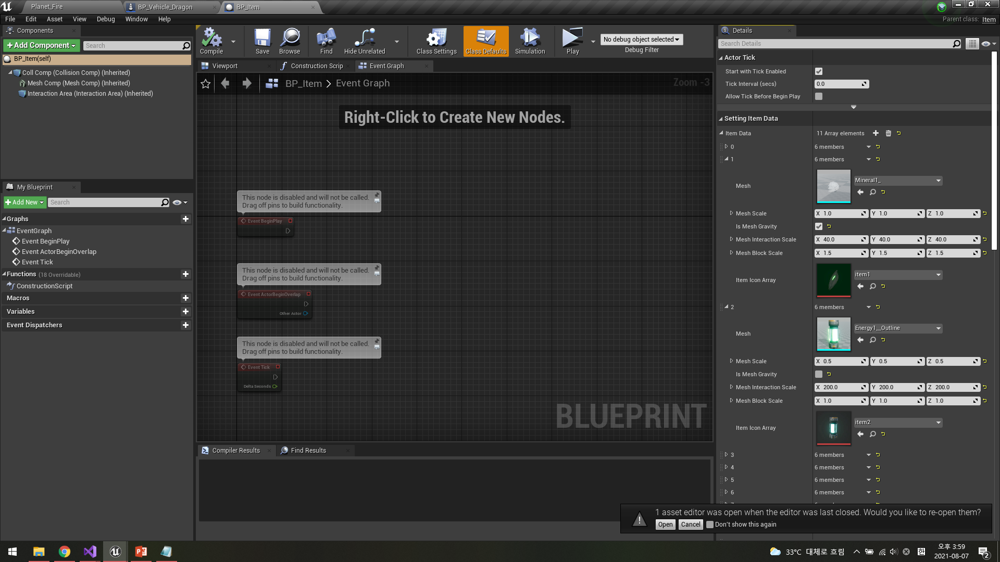 Planet_Fire
BP_Vehicle_Dragon
BP_Item
File Edit Asset View Debug Window Help
Parent class: Item
Components
+ Add Component
Search
BP_Item(self)
Coll Comp (Collision Comp) (Inherited)
Mesh Comp (Mesh Comp) (Inherited)
Interaction Area (Interaction Area) (Inherited)
My Blueprint
+ Add New
Search
Graphs
EventGraph
Event BeginPlay
Event ActorBeginOverlap
Event Tick
Functions (18 Overridable)
ConstructionScript
Macros
Variables
Event Dispatchers
Compile
Save
Browse
Find
Hide Unrelated
Class Settings
Class Defaults
Simulation
Play
No debug object selected
Debug Filter
Viewport
Construction Scrip
Event Graph
BP_Item > Event Graph
Zoom -3
Right-Click to Create New Nodes.
This node is disabled and will not be called.
Drag off pins to build functionality.
Event BeginPlay
This node is disabled and will not be called.
Drag off pins to build functionality.
Event ActorBeginOverlap
Other Actor
This node is disabled and will not be called.
Drag off pins to build functionality.
Event Tick
Delta Seconds
BLUEPRINT
Compiler Results
Find Results
Details
Search Details
Actor Tick
Start with Tick Enabled
Tick Interval (secs) 0.0
Allow Tick Before Begin Play
Setting Item Data
Item Data 11 Array elements
0 6 members
1 6 members
Mesh Mineral1_
Mesh Scale X 1.0 Y 1.0 Z 1.0
Is Mesh Gravity
Mesh Interaction Scale X 40.0 Y 40.0 Z 40.0
Mesh Block Scale X 1.5 Y 1.5 Z 1.5
Item Icon Array item1
2 6 members
Mesh Energy1__Outline
Mesh Scale X 0.5 Y 0.5 Z 0.5
Is Mesh Gravity
Mesh Interaction Scale X 200.0 Y 200.0 Z 200.0
Mesh Block Scale X 1.0 Y 1.0 Z 1.0
Item Icon Array item2
3 6 members
4 6 members
5 6 members
6 6 members
1 asset editor was open when the editor was last closed. Would you like to re-open them?
Open Cancel Don't show this again
33°C 대체로 흐림
한
오후 3:59
2021-08-07
2